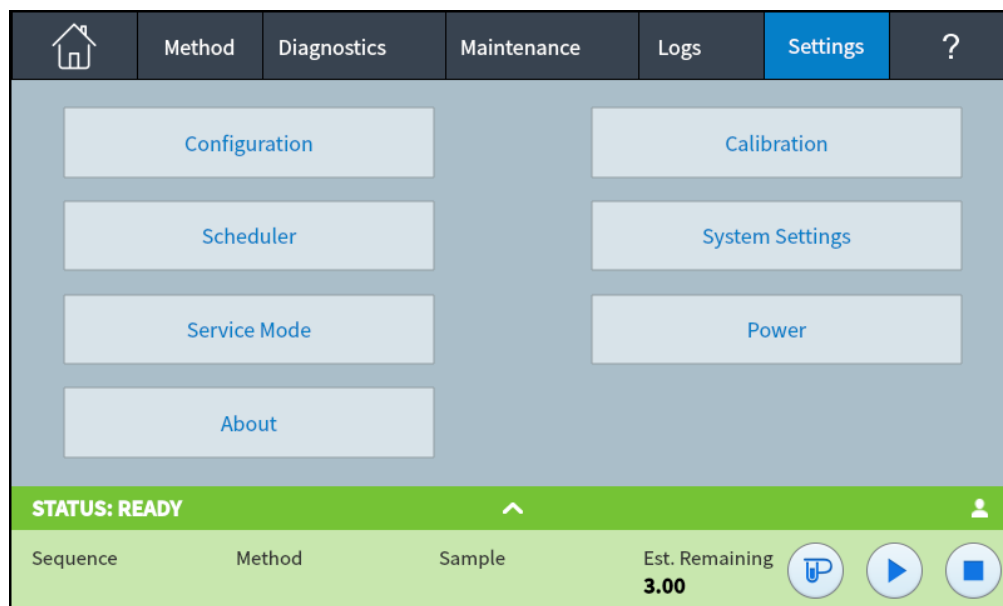 Method Diagnostics Maintenance Logs Settings ?
Configuration Calibration
Scheduler System Settings
Service Mode Power
About
STATUS: READY
Sequence Method Sample Est. Remaining
3.00